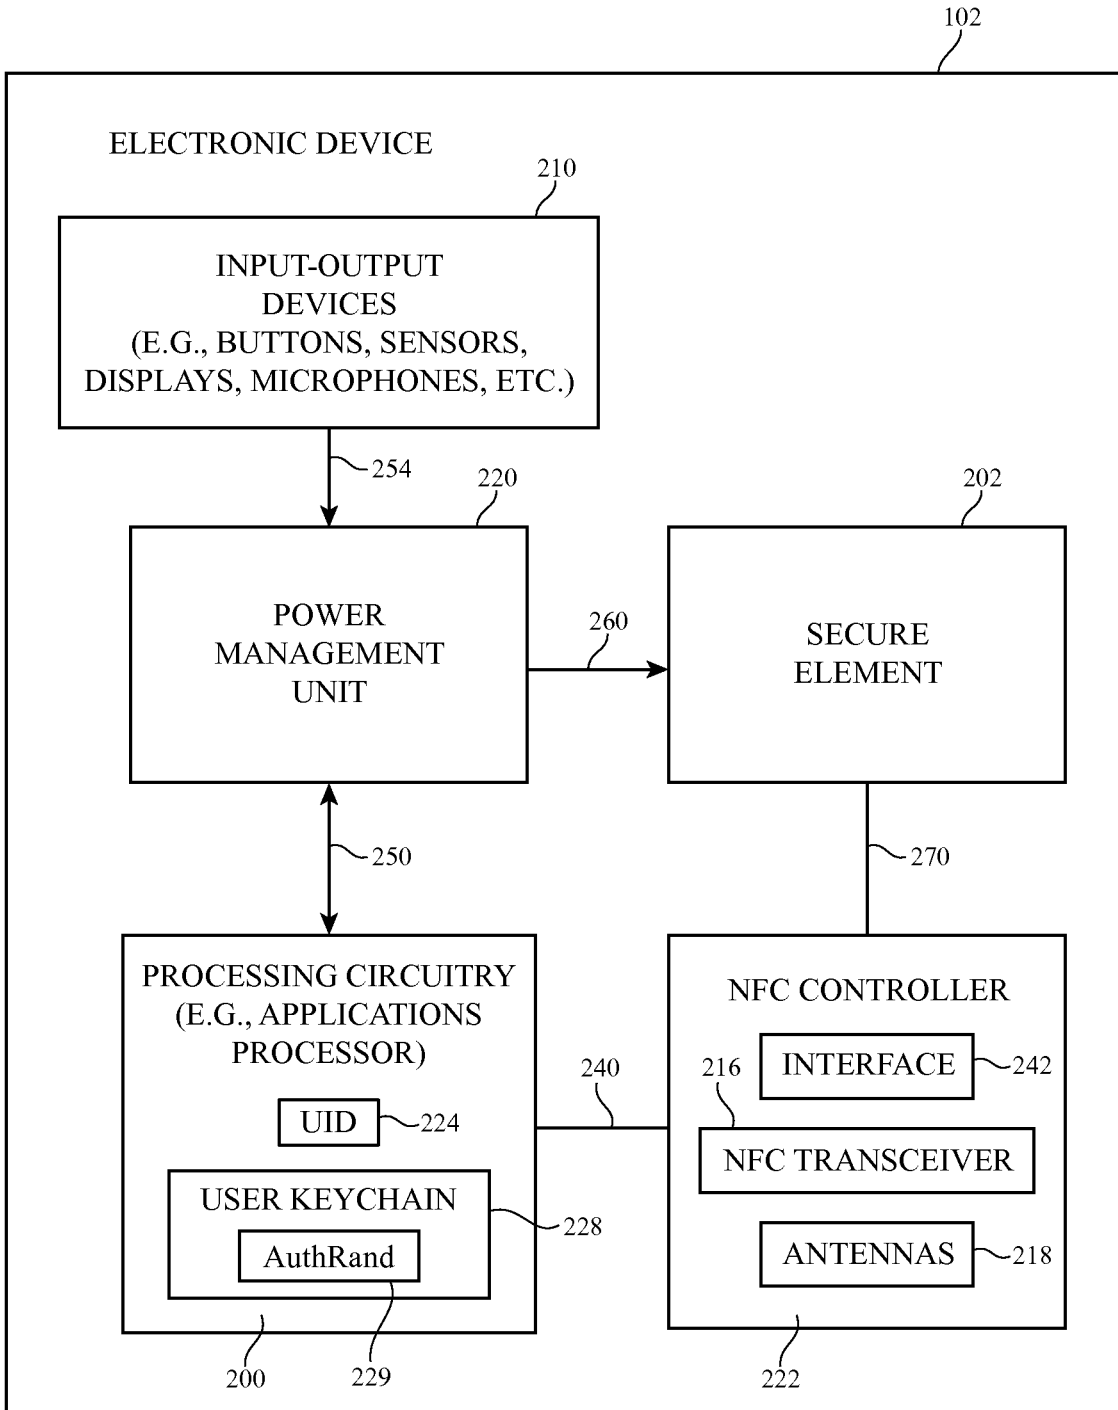 102
ELECTRONIC DEVICE
210
INPUT-OUTPUT
DEVICES
(E.G., BUTTONS, SENSORS,
DISPLAYS, MICROPHONES, ETC.)
254
220
202
POWER
MANAGEMENT
UNIT
260
SECURE
ELEMENT
250
270
PROCESSING CIRCUITRY
(E.G., APPLICATIONS
PROCESSOR)
UID
224
USER KEYCHAIN
228
AuthRand
229
200
240
NFC CONTROLLER
INTERFACE
242
216
NFC TRANSCEIVER
ANTENNAS
218
222